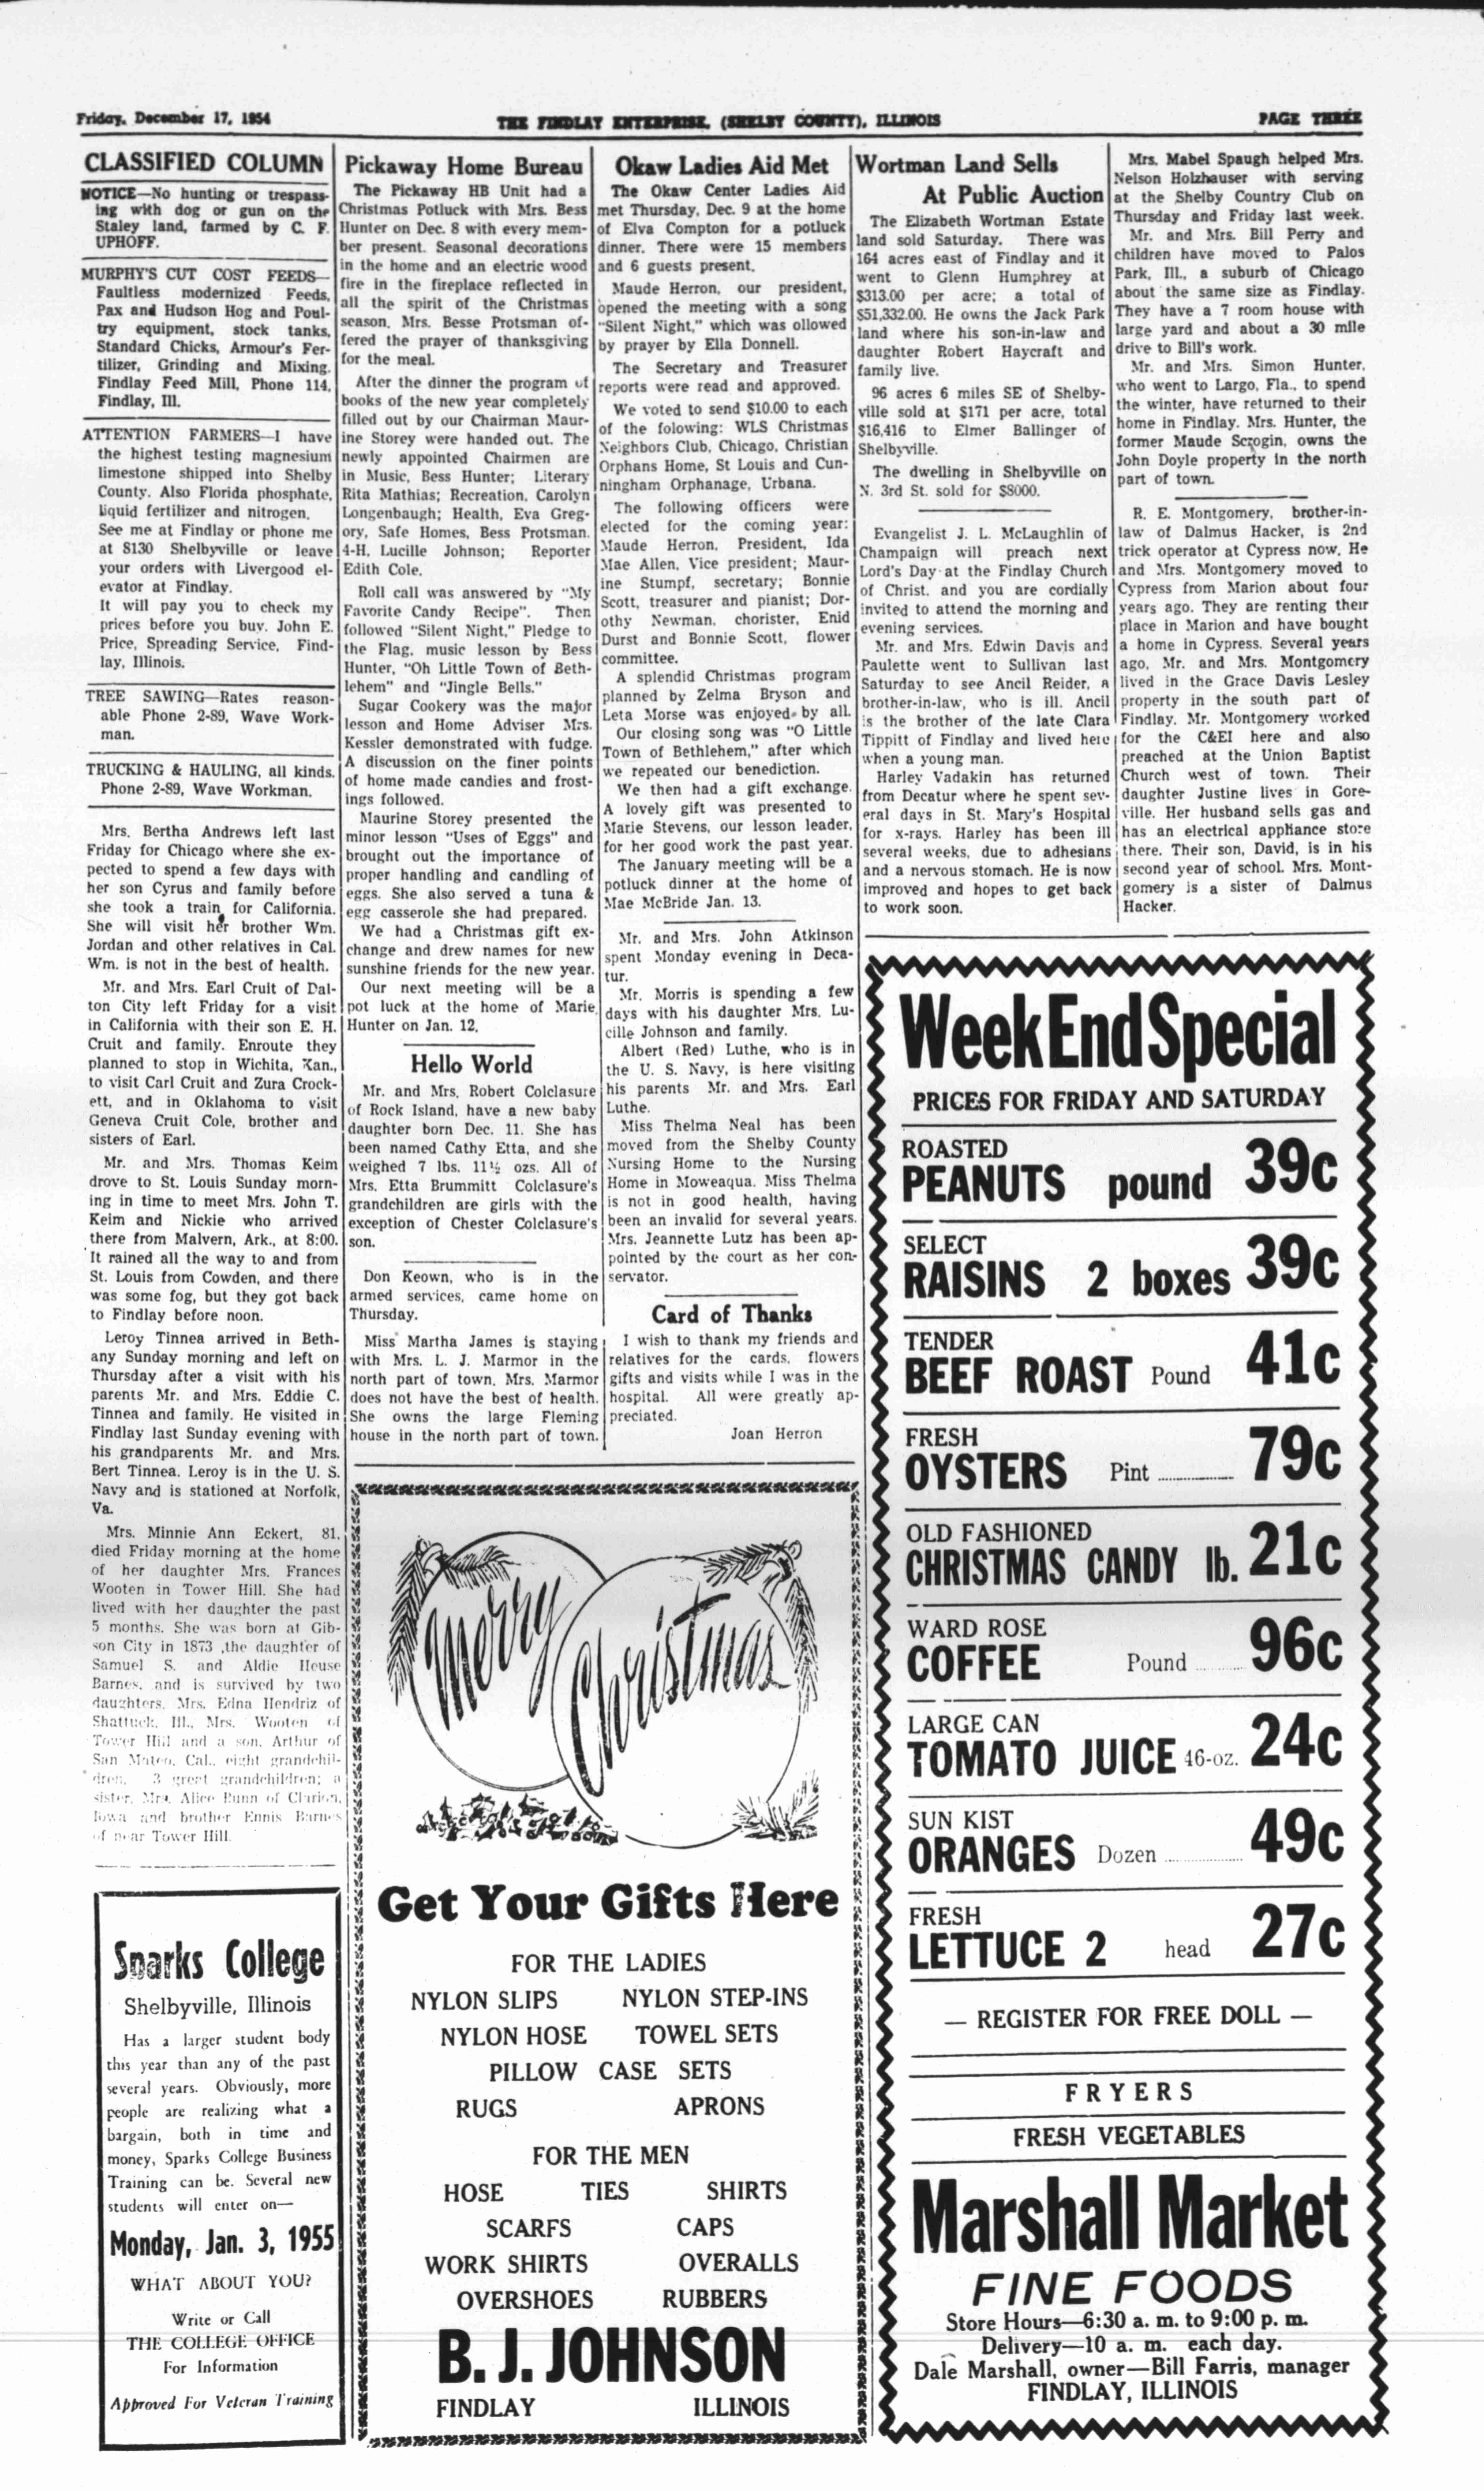 Friday, December 17, 1954
THE FINDLAY ENTERPRISE, (SHELBY COUNTY), ILLINOIS
PAGE THREE
CLASSIFIED COLUMN
NOTICE—No hunting or trespass-
ing with dog or gun on the
Staley land, farmed by C. F.
UPHOFF.
MURPHY'S CUT COST FEEDS—
Faultless modernized Feeds,
Pax and Hudson Hog and Poul-
try equipment, stock tanks,
Standard Chicks, Armour's Fer-
tilizer, Grinding and Mixing.
Findlay Feed Mill, Phone 114,
Findlay, Ill.
ATTENTION FARMERS—I have
the highest testing magnesium
limestone shipped into Shelby
County. Also Florida phosphate,
liquid fertilizer and nitrogen.
See me at Findlay or phone me
at 8130 Shelbyville or leave
your orders with Livergood el-
evator at Findlay.
It will pay you to check my
prices before you buy. John E.
Price, Spreading Service, Find-
lay, Illinois.
TREE SAWING—Rates reason-
able Phone 2-89, Wave Work-
man.
TRUCKING & HAULING, all kinds.
Phone 2-89, Wave Workman.
Mrs. Bertha Andrews left last
Friday for Chicago where she ex-
pected to spend a few days with
her son Cyrus and family before
she took a train for California.
She will visit her brother Wm.
Jordan and other relatives in Cal.
Wm. is not in the best of health.
Mr. and Mrs. Earl Cruit of Dal-
ton City left Friday for a visit
in California with their son E. H.
Cruit and family. Enroute they
planned to stop in Wichita, Kan.,
to visit Carl Cruit and Zura Crock-
ett, and in Oklahoma to visit
Geneva Cruit Cole, brother and
sisters of Earl.
Mr. and Mrs. Thomas Keim
drove to St. Louis Sunday morn-
ing in time to meet Mrs. John T.
Keim and Nickie who arrived
there from Malvern, Ark., at 8:00.
It rained all the way to and from
St. Louis from Cowden, and there
was some fog, but they got back
to Findlay before noon.
Leroy Tinnea arrived in Beth-
any Sunday morning and left on
Thursday after a visit with his
parents Mr. and Mrs. Eddie C.
Tinnea and family. He visited in
Findlay last Sunday evening with
his grandparents Mr. and Mrs.
Bert Tinnea. Leroy is in the U. S.
Navy and is stationed at Norfolk,
Va.
Mrs. Minnie Ann Eckert, 81,
died Friday morning at the home
of her daughter Mrs. Frances
Wooten in Tower Hill. She had
lived with her daughter the past
5 months. She was born at Gib-
son City in 1873 ,the daughter of
Samuel S. and Aldie House
Barnes, and is survived by two
daughters, Mrs. Edna Hendriz of
Shattuck, Ill., Mrs. Wooten of
Tower Hill and a son, Arthur of
San Mateo, Cal., eight grandchil-
dren, 3 great grandchildren; a
sister, Mrs. Alice Bunn of Clarion,
Iowa and brother Ennis Barnes
of near Tower Hill.
Sparks College
Shelbyville, Illinois
Has a larger student body
this year than any of the past
several years. Obviously, more
people are realizing what a
bargain, both in time and
money, Sparks College Business
Training can be. Several new
students will enter on—
Monday, Jan. 3, 1955
WHAT ABOUT YOU?
Write or Call
THE COLLEGE OFFICE
For Information
Approved For Veteran Training
Pickaway Home Bureau
The Pickaway HB Unit had a
Christmas Potluck with Mrs. Bess
Hunter on Dec. 8 with every mem-
ber present. Seasonal decorations
in the home and an electric wood
fire in the fireplace reflected in
all the spirit of the Christmas
season. Mrs. Besse Protsman of-
fered the prayer of thanksgiving
for the meal.
After the dinner the program of
books of the new year completely
filled out by our Chairman Maur-
ine Storey were handed out. The
newly appointed Chairmen are
in Music, Bess Hunter; Literary
Rita Mathias; Recreation, Carolyn
Longenbaugh; Health, Eva Greg-
ory, Safe Homes, Bess Protsman.
4-H, Lucille Johnson; Reporter
Edith Cole.
Roll call was answered by "My
Favorite Candy Recipe". Then
followed "Silent Night," Pledge to
the Flag, music lesson by Bess
Hunter, "Oh Little Town of Beth-
lehem" and "Jingle Bells."
Sugar Cookery was the major
lesson and Home Adviser Mrs.
Kessler demonstrated with fudge.
A discussion on the finer points
of home made candies and frost-
ings followed.
Maurine Storey presented the
minor lesson "Uses of Eggs" and
brought out the importance of
proper handling and candling of
eggs. She also served a tuna &
egg casserole she had prepared.
We had a Christmas gift ex-
change and drew names for new
sunshine friends for the new year.
Our next meeting will be a
pot luck at the home of Marie
Hunter on Jan. 12.
Hello World
Mr. and Mrs. Robert Colclasure
of Rock Island, have a new baby
daughter born Dec. 11. She has
been named Cathy Etta, and she
weighed 7 lbs. 11½ ozs. All of
Mrs. Etta Brummitt Colclasure's
grandchildren are girls with the
exception of Chester Colclasure's
son.
Don Keown, who is in the
armed services, came home on
Thursday.
Miss Martha James is staying
with Mrs. L. J. Marmor in the
north part of town. Mrs. Marmor
does not have the best of health.
She owns the large Fleming
house in the north part of town.
Okaw Ladies Aid Met
The Okaw Center Ladies Aid
met Thursday, Dec. 9 at the home
of Elva Compton for a potluck
dinner. There were 15 members
and 6 guests present.
Maude Herron, our president,
opened the meeting with a song
"Silent Night," which was ollowed
by prayer by Ella Donnell.
The Secretary and Treasurer
reports were read and approved.
We voted to send $10.00 to each
of the folowing: WLS Christmas
Neighbors Club, Chicago, Christian
Orphans Home, St Louis and Cun-
ningham Orphanage, Urbana.
The following officers were
elected for the coming year:
Maude Herron, President, Ida
Mae Allen, Vice president; Maur-
ine Stumpf, secretary; Bonnie
Scott, treasurer and pianist; Dor-
othy Newman, chorister, Enid
Durst and Bonnie Scott, flower
committee.
A splendid Christmas program
planned by Zelma Bryson and
Leta Morse was enjoyed by all.
Our closing song was "O Little
Town of Bethlehem," after which
we repeated our benediction.
We then had a gift exchange.
A lovely gift was presented to
Marie Stevens, our lesson leader,
for her good work the past year.
The January meeting will be a
potluck dinner at the home of
Mae McBride Jan. 13.
Mr. and Mrs. John Atkinson
spent Monday evening in Deca-
tur.
Mr. Morris is spending a few
days with his daughter Mrs. Lu-
cille Johnson and family.
Albert (Red) Luthe, who is in
the U. S. Navy, is here visiting
his parents Mr. and Mrs. Earl
Luthe.
Miss Thelma Neal has been
moved from the Shelby County
Nursing Home to the Nursing
Home in Moweaqua. Miss Thelma
is not in good health, having
been an invalid for several years.
Mrs. Jeannette Lutz has been ap-
pointed by the court as her con-
servator.
Card of Thanks
I wish to thank my friends and
relatives for the cards, flowers
gifts and visits while I was in the
hospital. All were greatly ap-
preciated.
Joan Herron
Merry
Christmas
Get Your Gifts Here
FOR THE LADIES
NYLON SLIPS NYLON STEP-INS
NYLON HOSE TOWEL SETS
PILLOW CASE SETS
RUGS APRONS
FOR THE MEN
HOSE TIES SHIRTS
SCARFS CAPS
WORK SHIRTS OVERALLS
OVERSHOES RUBBERS
B. J. JOHNSON
FINDLAY ILLINOIS
Wortman Land Sells
At Public Auction
The Elizabeth Wortman Estate
land sold Saturday. There was
164 acres east of Findlay and it
went to Glenn Humphrey at
$313.00 per acre; a total of
$51,332.00. He owns the Jack Park
land where his son-in-law and
daughter Robert Haycraft and
family live.
96 acres 6 miles SE of Shelby-
ville sold at $171 per acre, total
$16,416 to Elmer Ballinger of
Shelbyville.
The dwelling in Shelbyville on
N. 3rd St. sold for $8000.
Evangelist J. L. McLaughlin of
Champaign will preach next
Lord's Day at the Findlay Church
of Christ. and you are cordially
invited to attend the morning and
evening services.
Mr. and Mrs. Edwin Davis and
Paulette went to Sullivan last
Saturday to see Ancil Reider, a
brother-in-law, who is ill. Ancil
is the brother of the late Clara
Tippitt of Findlay and lived here
when a young man.
Harley Vadakin has returned
from Decatur where he spent sev-
eral days in St. Mary's Hospital
for x-rays. Harley has been ill
several weeks, due to adhesians
and a nervous stomach. He is now
improved and hopes to get back
to work soon.
Mrs. Mabel Spaugh helped Mrs.
Nelson Holzhauser with serving
at the Shelby Country Club on
Thursday and Friday last week.
Mr. and Mrs. Bill Perry and
children have moved to Palos
Park, Ill., a suburb of Chicago
about the same size as Findlay.
They have a 7 room house with
large yard and about a 30 mile
drive to Bill's work.
Mr. and Mrs. Simon Hunter,
who went to Largo, Fla., to spend
the winter, have returned to their
home in Findlay. Mrs. Hunter, the
former Maude Scrogin, owns the
John Doyle property in the north
part of town.
R. E. Montgomery, brother-in-
law of Dalmus Hacker, is 2nd
trick operator at Cypress now. He
and Mrs. Montgomery moved to
Cypress from Marion about four
years ago. They are renting their
place in Marion and have bought
a home in Cypress. Several years
ago, Mr. and Mrs. Montgomery
lived in the Grace Davis Lesley
property in the south part of
Findlay. Mr. Montgomery worked
for the C&EI here and also
preached at the Union Baptist
Church west of town. Their
daughter Justine lives in Gore-
ville. Her husband sells gas and
has an electrical appliance store
there. Their son, David, is in his
second year of school. Mrs. Mont-
gomery is a sister of Dalmus
Hacker.
Week End Special
PRICES FOR FRIDAY AND SATURDAY
ROASTED
PEANUTS pound 39c
SELECT
RAISINS 2 boxes 39c
TENDER
BEEF ROAST Pound 41c
FRESH
OYSTERS Pint 79c
OLD FASHIONED
CHRISTMAS CANDY lb. 21c
WARD ROSE
COFFEE Pound 96c
LARGE CAN
TOMATO JUICE 46-oz. 24c
SUN KIST
ORANGES Dozen 49c
FRESH
LETTUCE 2 head 27c
— REGISTER FOR FREE DOLL —
FRYERS
FRESH VEGETABLES
Marshall Market
FINE FOODS
Store Hours—6:30 a. m. to 9:00 p. m.
Delivery—10 a. m. each day.
Dale Marshall, owner—Bill Farris, manager
FINDLAY, ILLINOIS